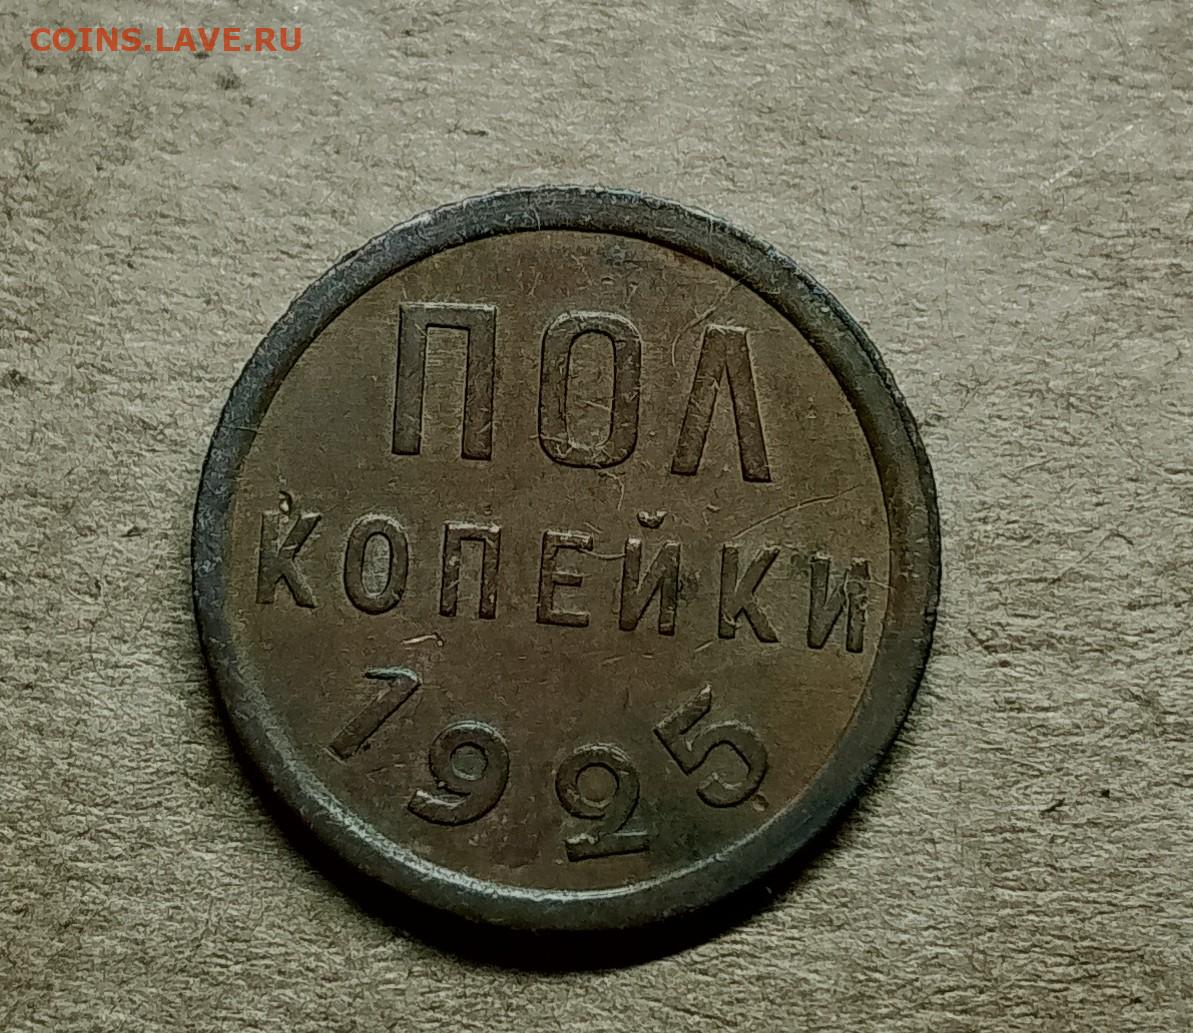 COINS.LAVE.RU
ПОЛ
КОПЕЙКИ
1925